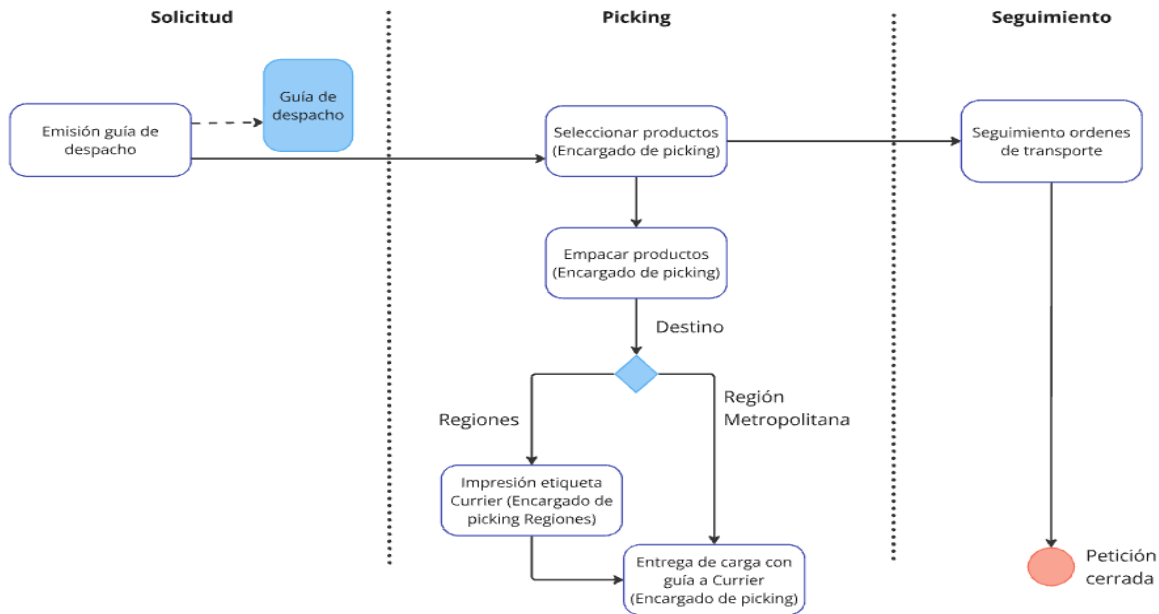 Solicitud
Picking
Seguimiento
Guía de
despacho
Emisión guía de
despacho
Seleccionar productos
(Encargado de picking)
Seguimiento ordenes
de transporte
Empacar productos
(Encargado de picking)
Destino
Regiones
Región
Metropolitana
Impresión etiqueta
Currier (Encargado de
picking Regiones)
Entrega de carga con
guía a Currier
(Encargado de picking)
Petición
cerrada